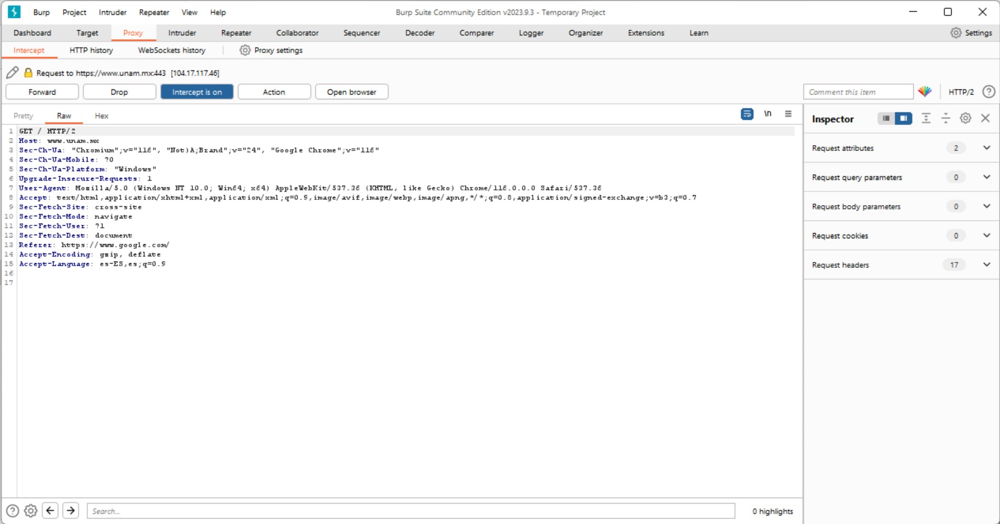 Burp Project Intruder Repeater View Help Burp Suite Community Edition v2023.9.3 - Temporary Project
Dashboard Target Proxy Intruder Repeater Collaborator Sequencer Decoder Comparer Logger Organizer Extensions Learn Settings
Intercept HTTP history WebSockets history Proxy settings
Request to https://www.unam.mx:443 [104.17.117.46]
Forward Drop Intercept is on Action Open browser Comment this item HTTP/2 ?
Pretty Raw Hex \n Inspector
1 GET / HTTP/2
2 Host: www.unam.mx
3 Sec-Ch-Ua: "Chromium";v="116", "Not)A;Brand";v="24", "Google Chrome";v="116"
4 Sec-Ch-Ua-Mobile: ?0
5 Sec-Ch-Ua-Platform: "Windows"
6 Upgrade-Insecure-Requests: 1
7 User-Agent: Mozilla/5.0 (Windows NT 10.0; Win64; x64) AppleWebKit/537.36 (KHTML, like Gecko) Chrome/116.0.0.0 Safari/537.36
8 Accept: text/html,application/xhtml+xml,application/xml;q=0.9,image/avif,image/webp,image/apng,*/*;q=0.8,application/signed-exchange;v=b3;q=0.7
9 Sec-Fetch-Site: cross-site
10 Sec-Fetch-Mode: navigate
11 Sec-Fetch-User: ?1
12 Sec-Fetch-Dest: document
13 Referer: https://www.google.com/
14 Accept-Encoding: gzip, deflate
15 Accept-Language: es-ES,es;q=0.9
16
17
Request attributes 2
Request query parameters 0
Request body parameters 0
Request cookies 0
Request headers 17
? Search... 0 highlights